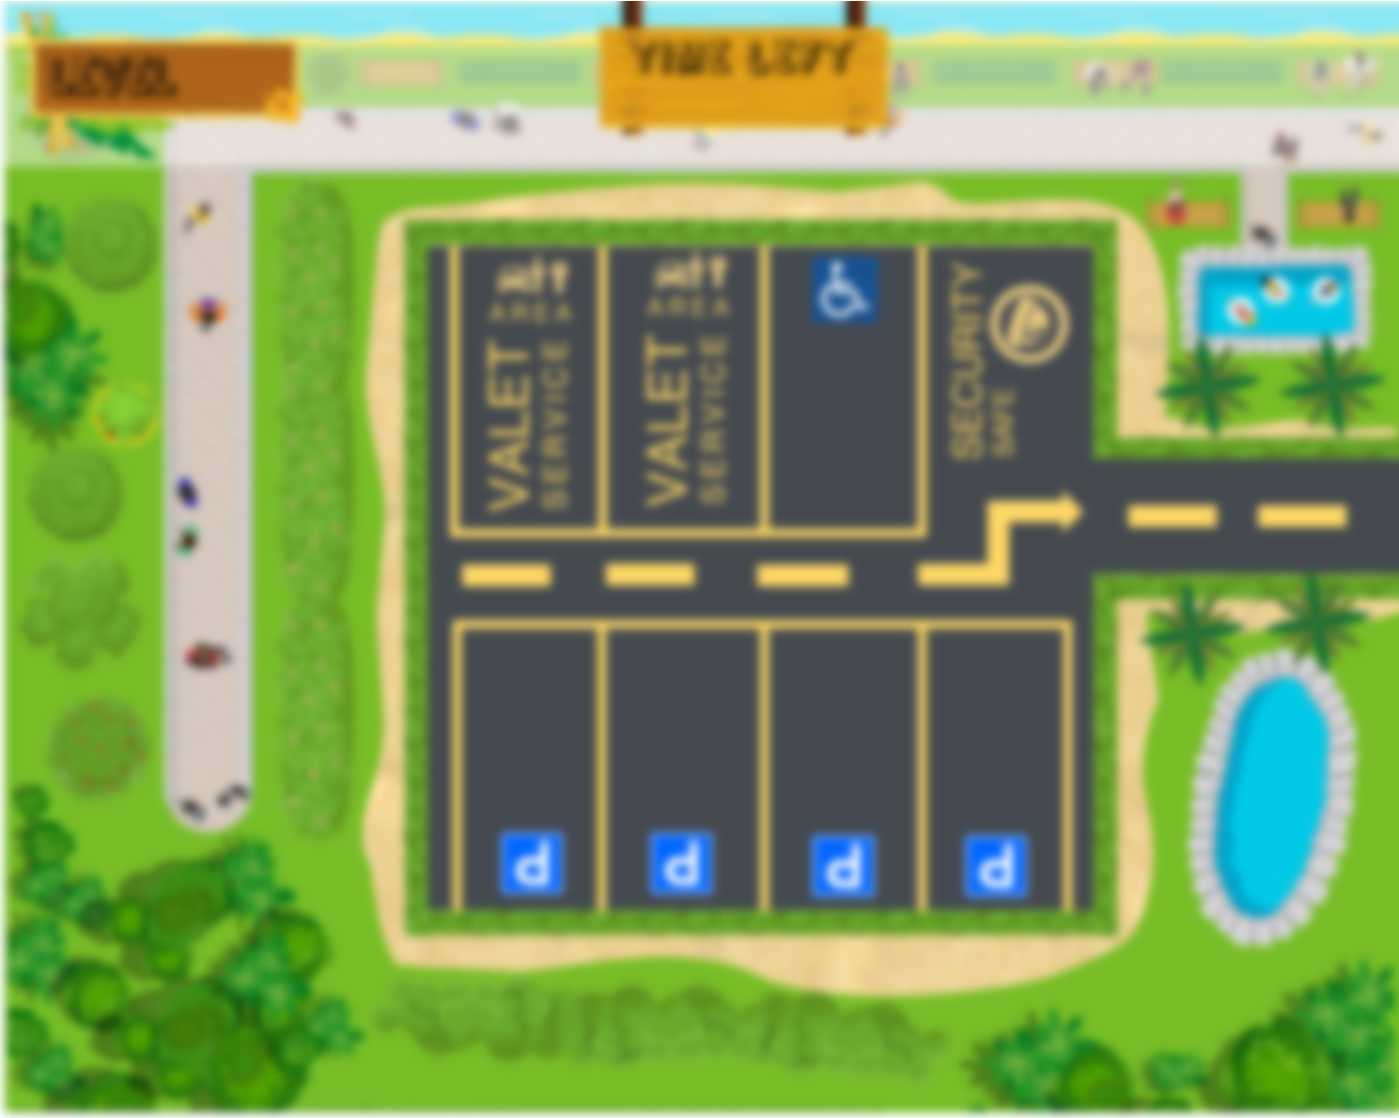 LEVEL
TIME LEFT
AREA
VALET
SERVICE
AREA
VALET
SERVICE
SECURITY
SAFE
P
P
P
P